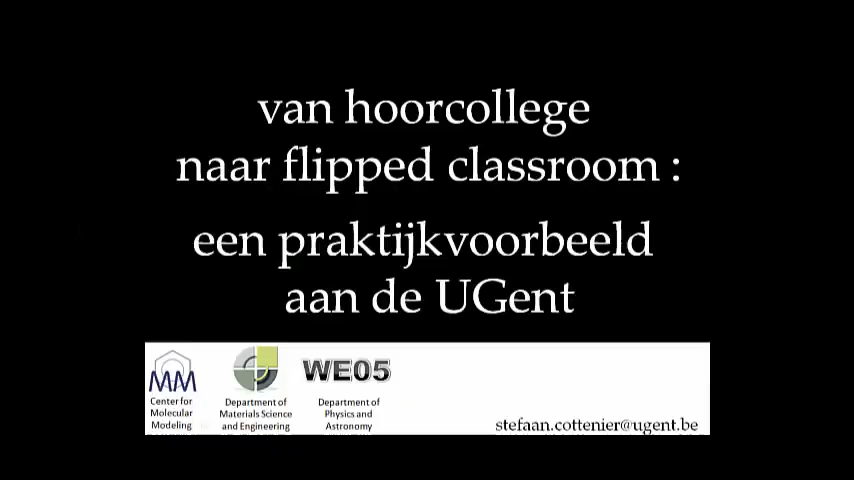 van hoorcollege
naar flipped classroom :
een praktijkvoorbeeld
aan de UGent
MM
Center for
Molecular
Modeling
Department of
Materials Science
and Engineering
WE05
Department of
Physics and
Astronomy
stefaan.cottenier@ugent.be